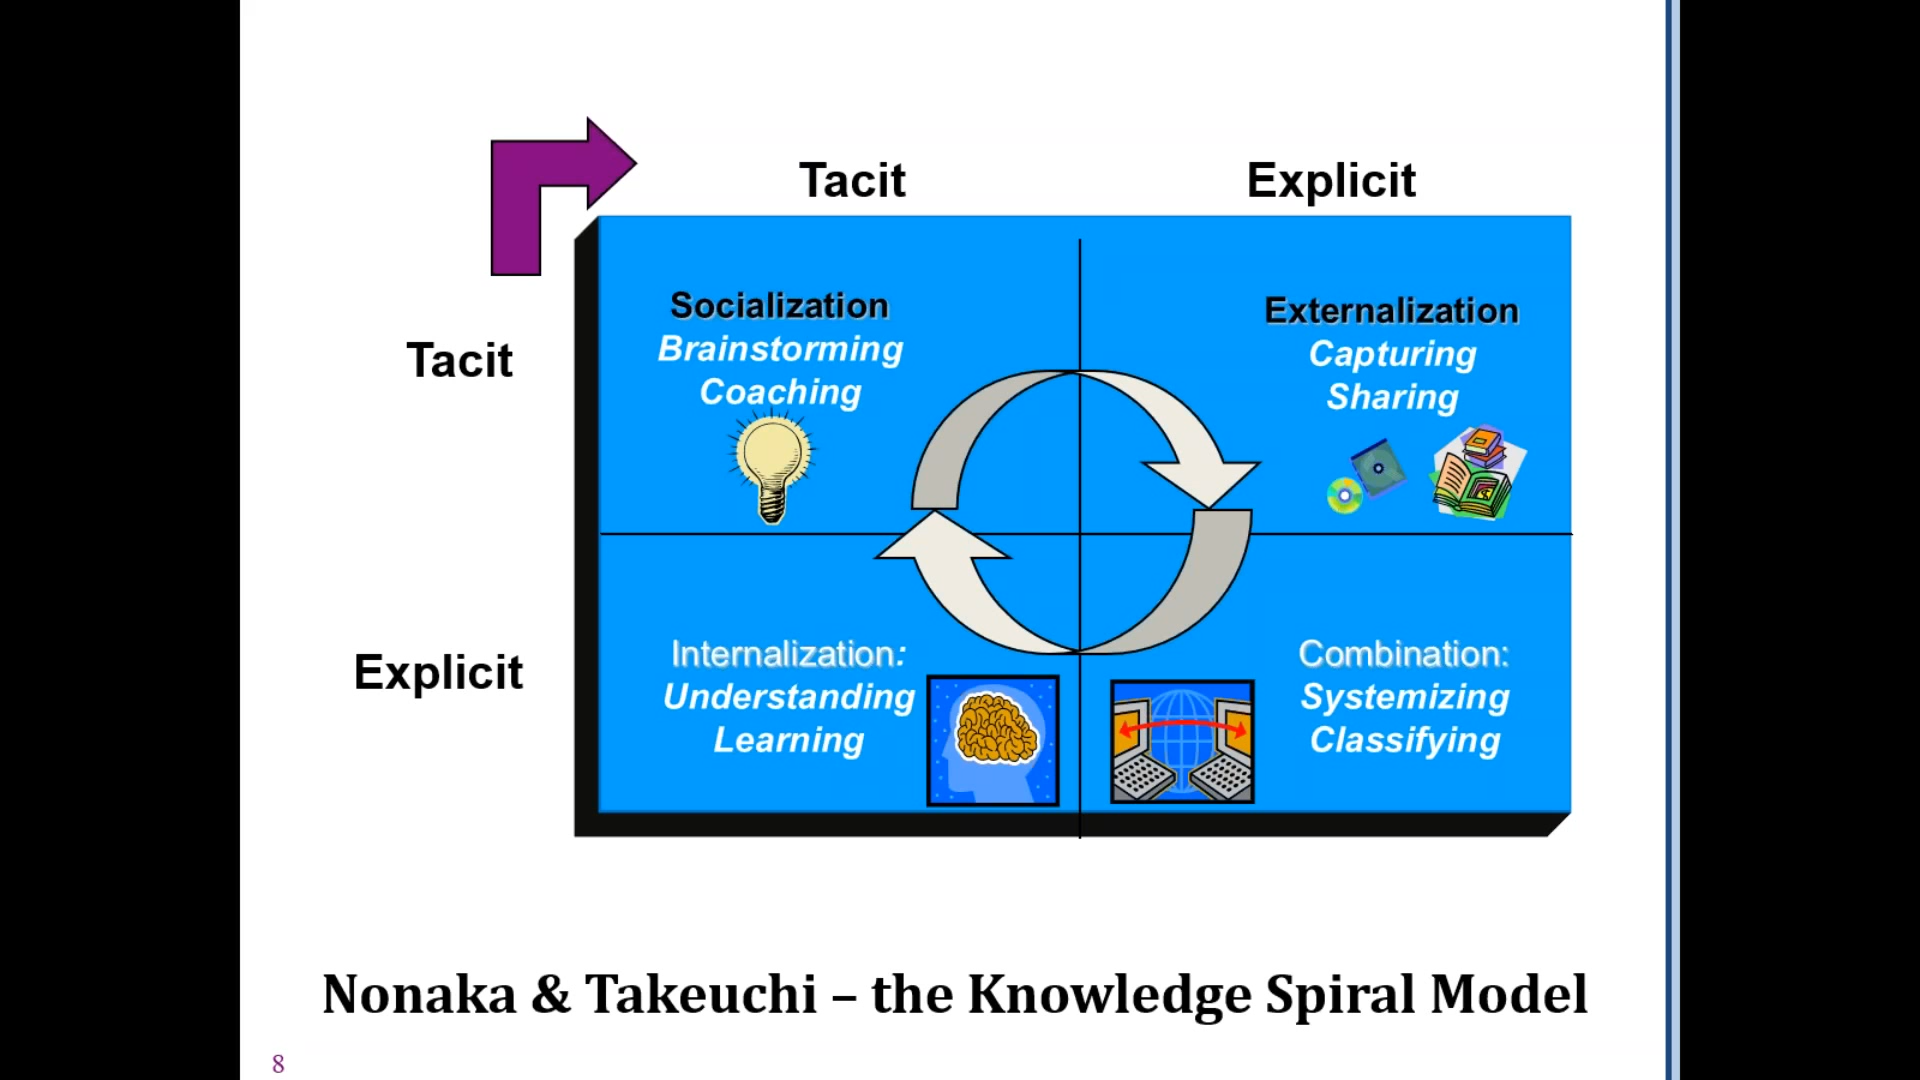 Tacit
Explicit
Tacit
Socialization
Brainstorming
Coaching
Externalization
Capturing
Sharing
Explicit
Internalization:
Understanding
Learning
Combination:
Systemizing
Classifying
Nonaka & Takeuchi – the Knowledge Spiral Model
8